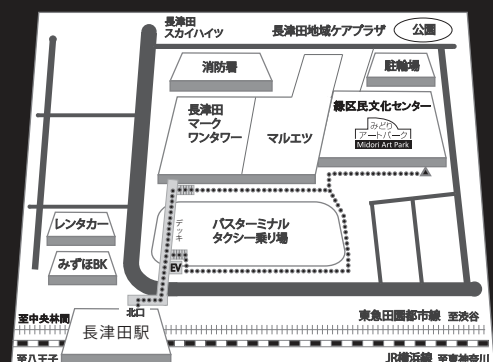 長津田
スカイハイツ
長津田地域ケアプラザ
公園
消防署
駐輪場
長津田
マーク
ワンタワー
マルエツ
緑区民文化センター
みどり
アートパーク
Midori Art Park
レンタカー
デッキ
バスターミナル
タクシー乗り場
みずほBK
EV
北口
至中央林間
東急田園都市線 至渋谷
長津田駅
至八王子
JR横浜線 至東神奈川